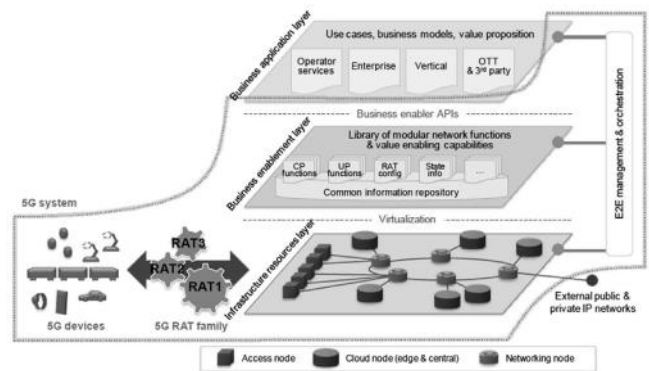 Business application layer
Use cases, business models, value proposition
Operator
services
Enterprise
Vertical
OTT
& 3rd party
Business enabler APIs
Business enablement layer
Library of modular network functions
& value enabling capabilities
CP
functions
UP
functions
RAT
config
State
info
...
Common information repository
Virtualization
Infrastructure resources layer
E2E management & orchestration
5G system
RAT3
RAT2
RAT1
5G devices
5G RAT family
External public &
private IP networks
Access node
Cloud node (edge & central)
Networking node